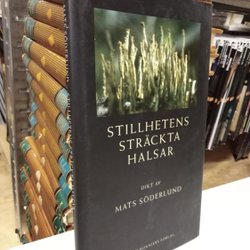 STILLHETENS
STRÄCKTA
HALSAR
DIKT AV
MATS SÖDERLUND